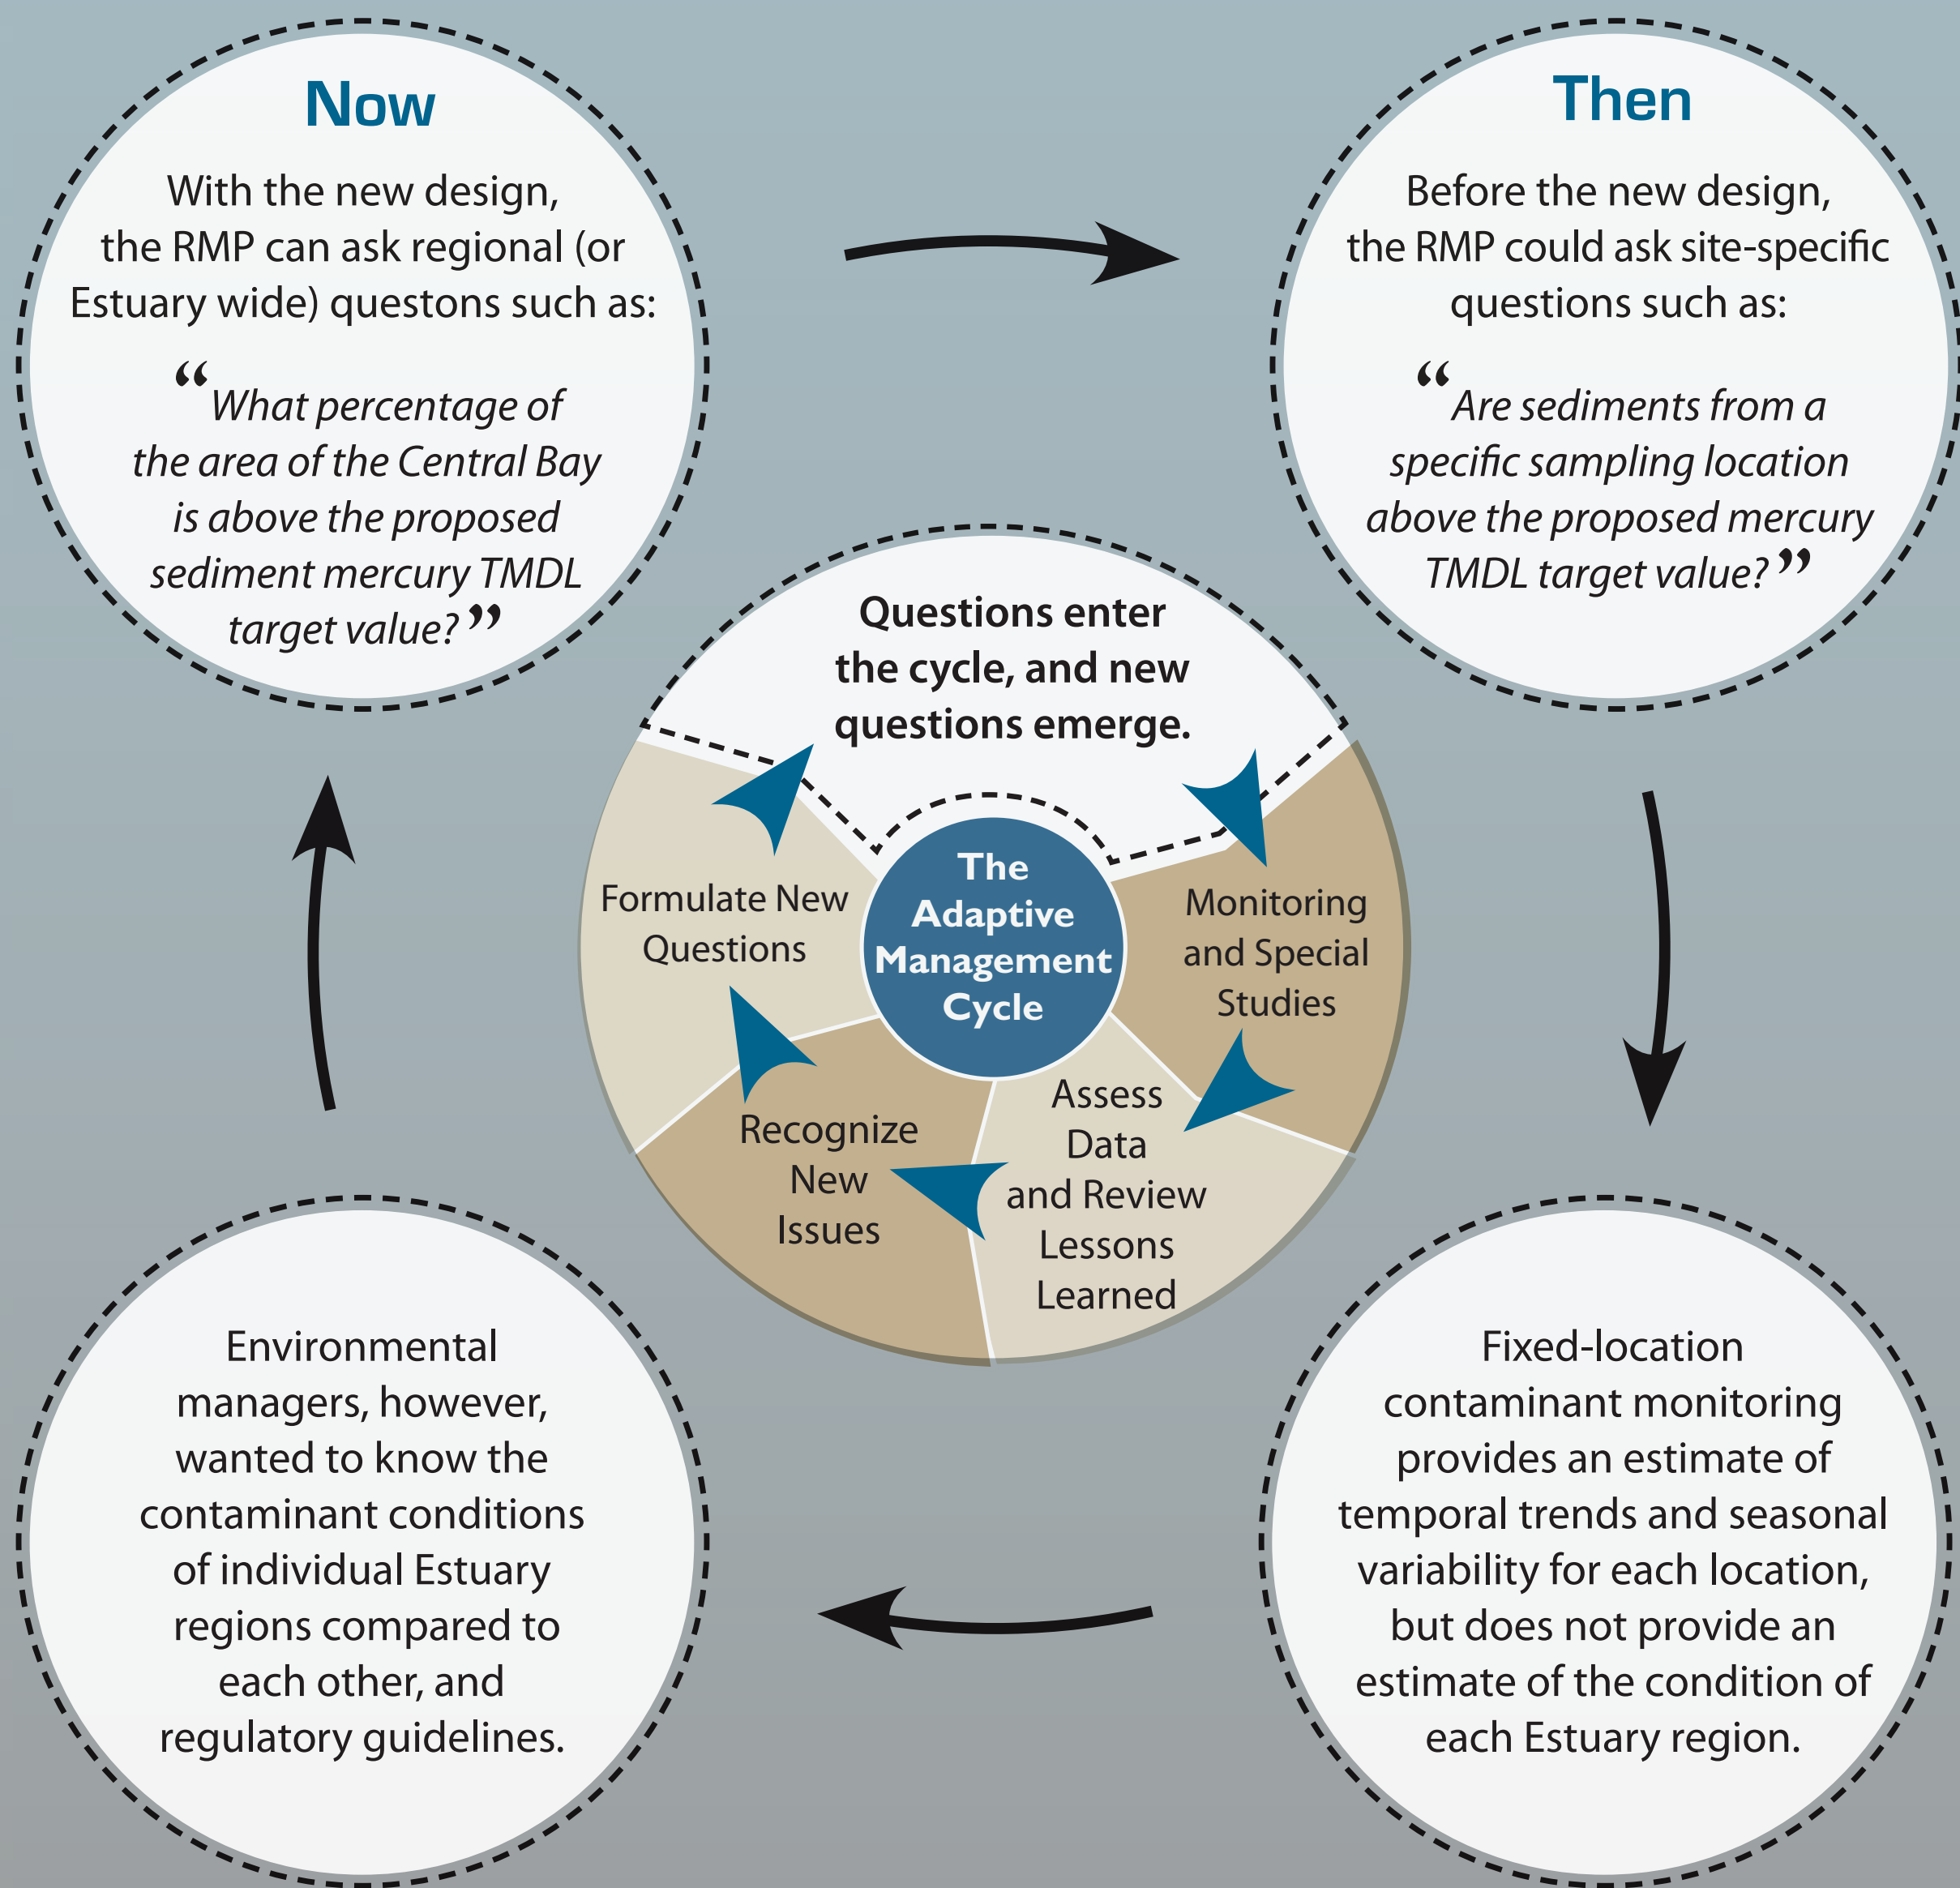 Now
With the new design,
the RMP can ask regional (or
Estuary wide) questons such as:
“What percentage of
the area of the Central Bay
is above the proposed
sediment mercury TMDL
target value?”
Then
Before the new design,
the RMP could ask site-specific
questions such as:
“Are sediments from a
specific sampling location
above the proposed mercury
TMDL target value?”
Questions enter
the cycle, and new
questions emerge.
The
Adaptive
Management
Cycle
Monitoring
and Special
Studies
Assess
Data
and Review
Lessons
Learned
Recognize
New
Issues
Formulate New
Questions
Fixed-location
contaminant monitoring
provides an estimate of
temporal trends and seasonal
variability for each location,
but does not provide an
estimate of the condition of
each Estuary region.
Environmental
managers, however,
wanted to know the
contaminant conditions
of individual Estuary
regions compared to
each other, and
regulatory guidelines.